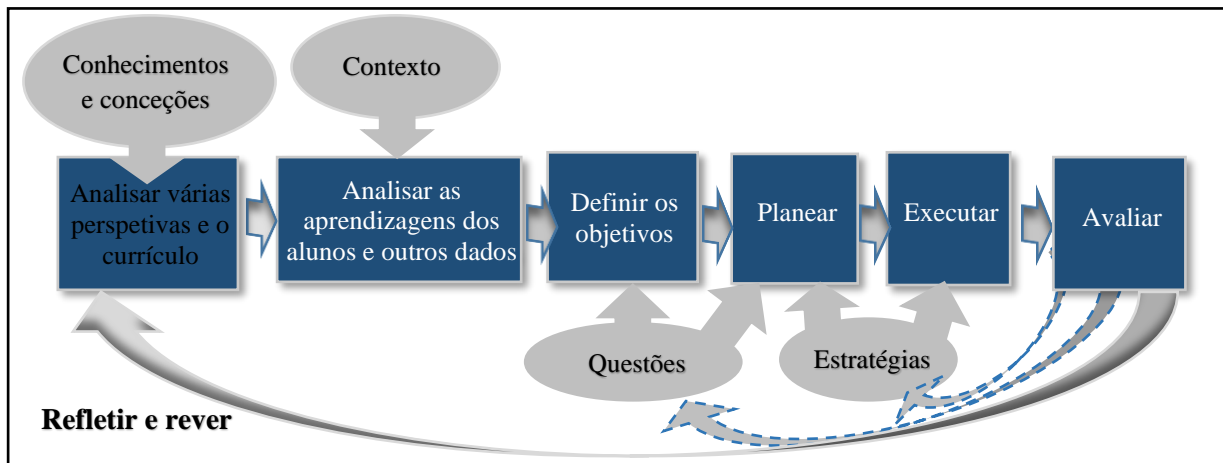 Conhecimentos
e conceções
Contexto
Analisar várias
perspetivas e o
currículo
Analisar as
aprendizagens dos
alunos e outros dados
Definir os
objetivos
Planear
Executar
Avaliar
Questões
Estratégias
Refletir e rever